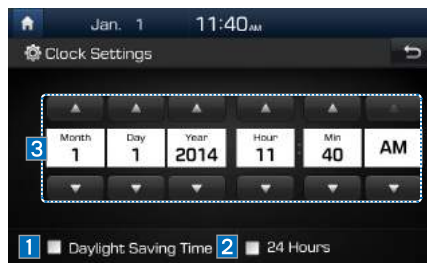 Jan. 1 11:40AM
Clock Settings
Month Day Year Hour Min
3 1 1 2014 11 : 40 AM
1 Daylight Saving Time 2 24 Hours